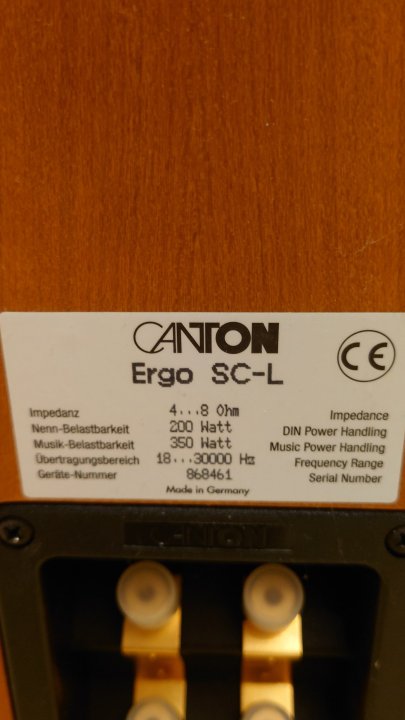 CANTON
CE
Ergo SC-L
Impedanz 4...8 Ohm Impedance
Nenn-Belastbarkeit 200 Watt DIN Power Handling
Musik-Belastbarkeit 350 Watt Music Power Handling
Übertragungsbereich 18...30000 Hz Frequency Range
Geräte-Nummer 868461 Serial Number
Made in Germany
CANTON